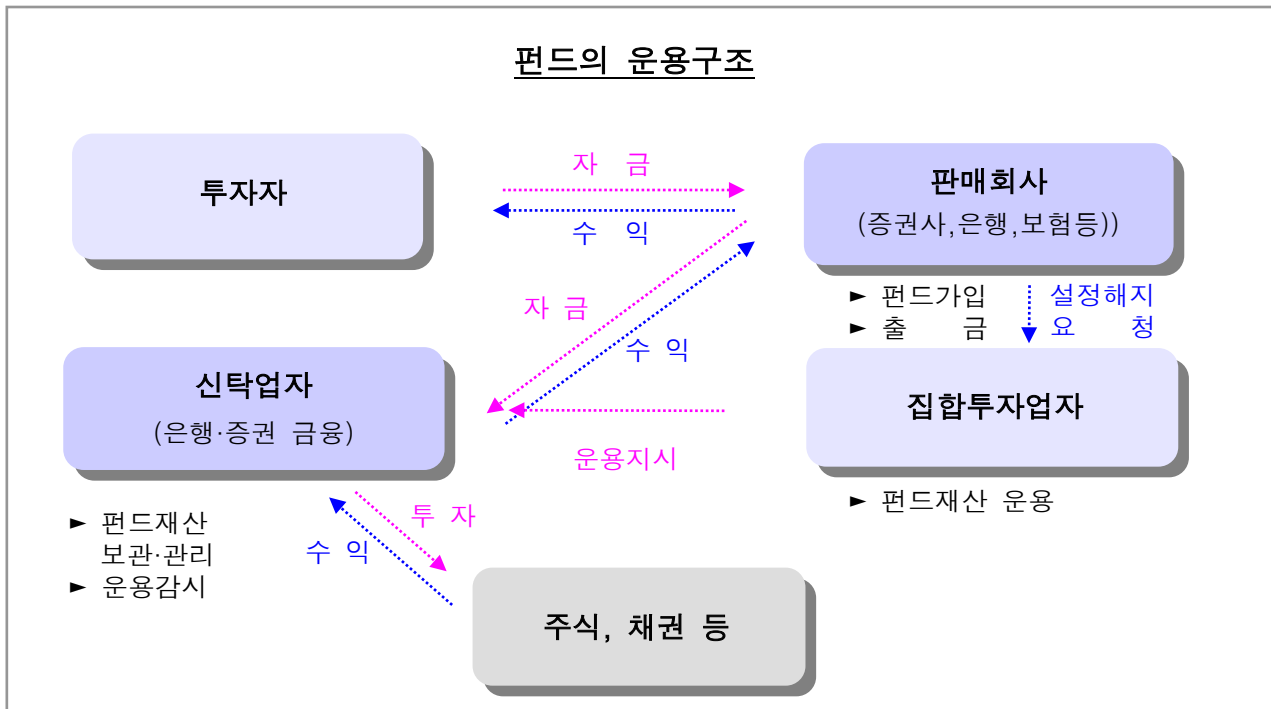 펀드의 운용구조
투자자
자 금
수 익
판매회사
(증권사,은행,보험등))
► 펀드가입
► 출 금
설정해지
요 청
자 금
수 익
신탁업자
(은행·증권 금융)
집합투자업자
운용지시
► 펀드재산 운용
► 펀드재산
보관·관리
► 운용감시
투 자
수 익
주식, 채권 등